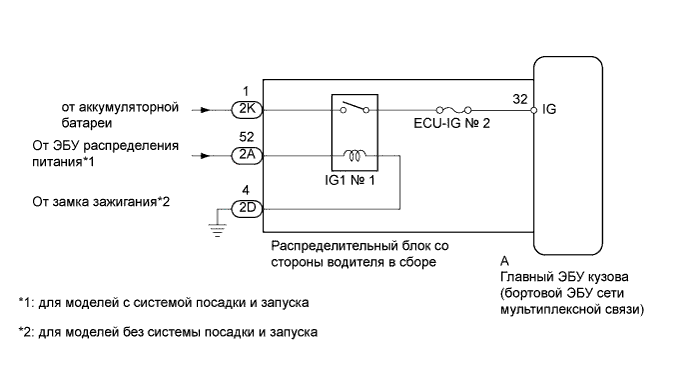 от аккумуляторной
батареи
1
2K
32
IG
ECU-IG № 2
От ЭБУ распределения
питания*1
52
2A
IG1 № 1
От замка зажигания*2
4
2D
Распределительный блок со
стороны водителя в сборе
A
Главный ЭБУ кузова
(бортовой ЭБУ сети
мультиплексной связи)
*1: для моделей с системой посадки и запуска
*2: для моделей без системы посадки и запуска